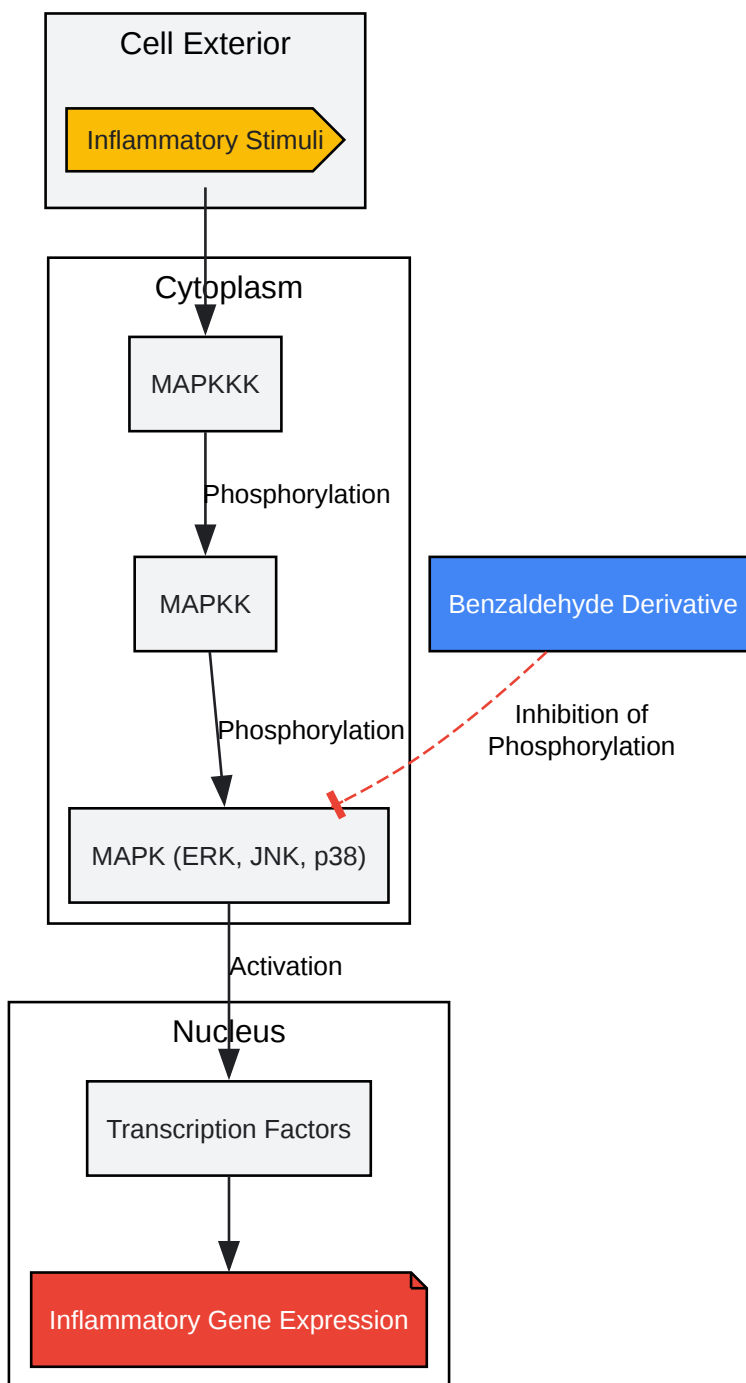 Cell Exterior
Inflammatory Stimuli
Cytoplasm
MAPKKK
Phosphorylation
MAPKK
Benzaldehyde Derivative
Phosphorylation
Inhibition of
Phosphorylation
MAPK (ERK, JNK, p38)
Activation
Nucleus
Transcription Factors
Inflammatory Gene Expression